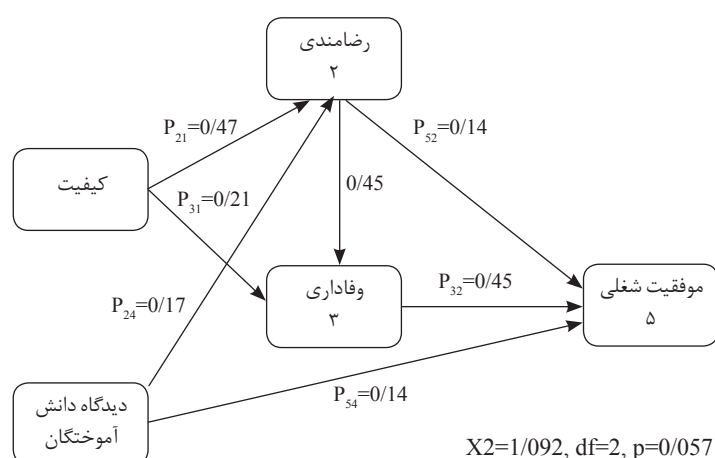 رضامندی
۲
P21=0/47
P52=0/14
کیفیت
P31=0/21
0/45
وفاداری
۳
P24=0/17
P32=0/45
موفقیت شغلی
۵
دیدگاه دانش
آموختگان
P54=0/14
X2=1/092, df=2, p=0/057